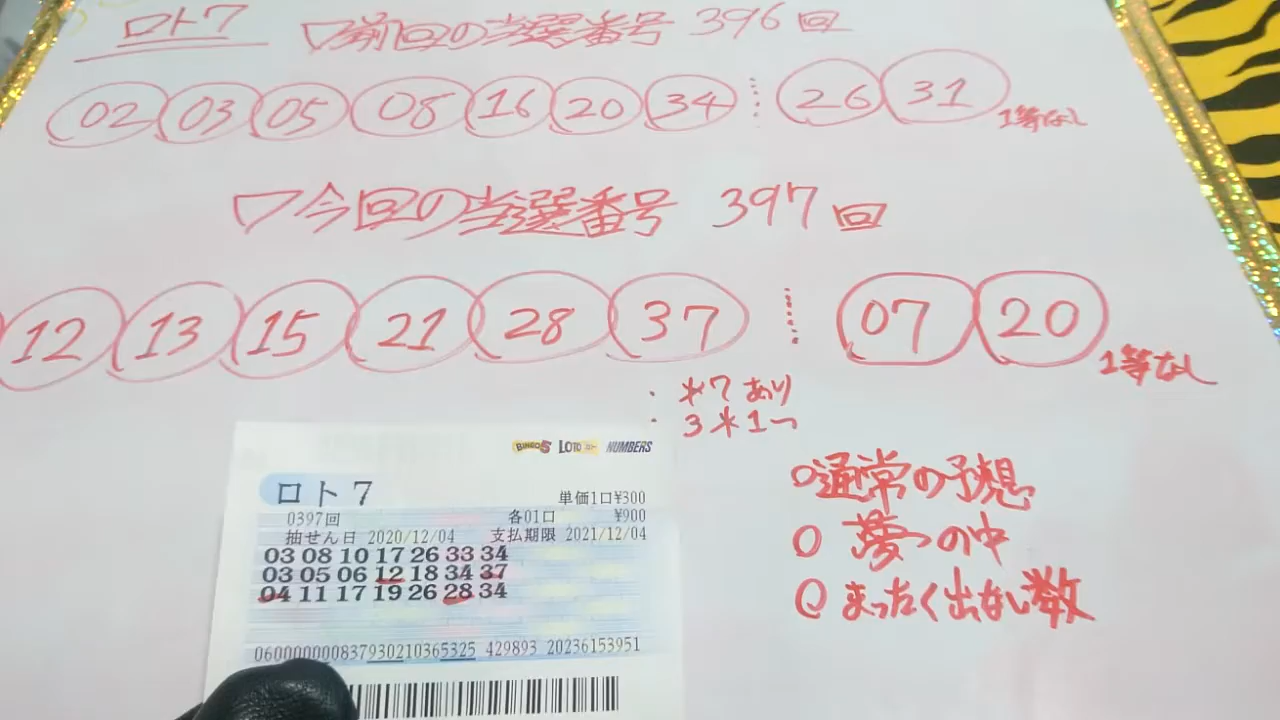 ロト7 ▽前回の当選番号 396回
02 03 05 08 16 20 34 26 31 1等なし
▽今回の当選番号 397回
12 13 15 21 28 37 07 20 1等なし
・ *7あり
BINGO5 LOTO NUMBERS
ロト7
単価1口¥300
0397回 各01口 ¥900
抽せん日 2020/12/04 支払期限 2021/12/04
03 08 10 17 26 33 34
03 05 06 12 18 34 37
04 11 17 19 26 28 34
060000000837930210365325 429893 20236153951
○通常の予想
の中
まったく出ない数